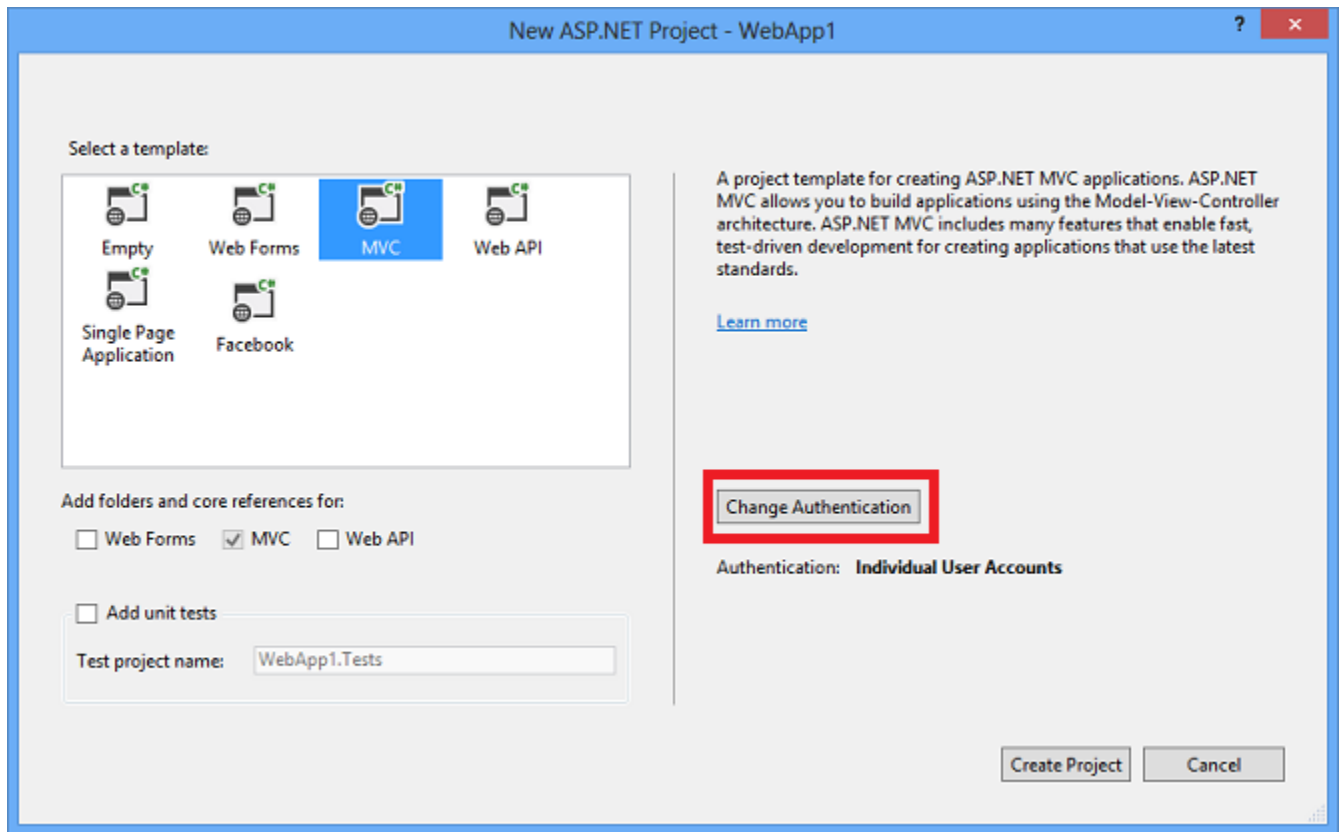 New ASP.NET Project - WebApp1
?
Select a template:
C#
C#
C#
C#
Empty
Web Forms
MVC
Web API
C#
C#
Single Page
Application
Facebook
A project template for creating ASP.NET MVC applications. ASP.NET
MVC allows you to build applications using the Model-View-Controller
architecture. ASP.NET MVC includes many features that enable fast,
test-driven development for creating applications that use the latest
standards.
Learn more
Add folders and core references for:
Web Forms
MVC
Web API
Add unit tests
Test project name:
WebApp1.Tests
Change Authentication
Authentication: Individual User Accounts
Create Project
Cancel